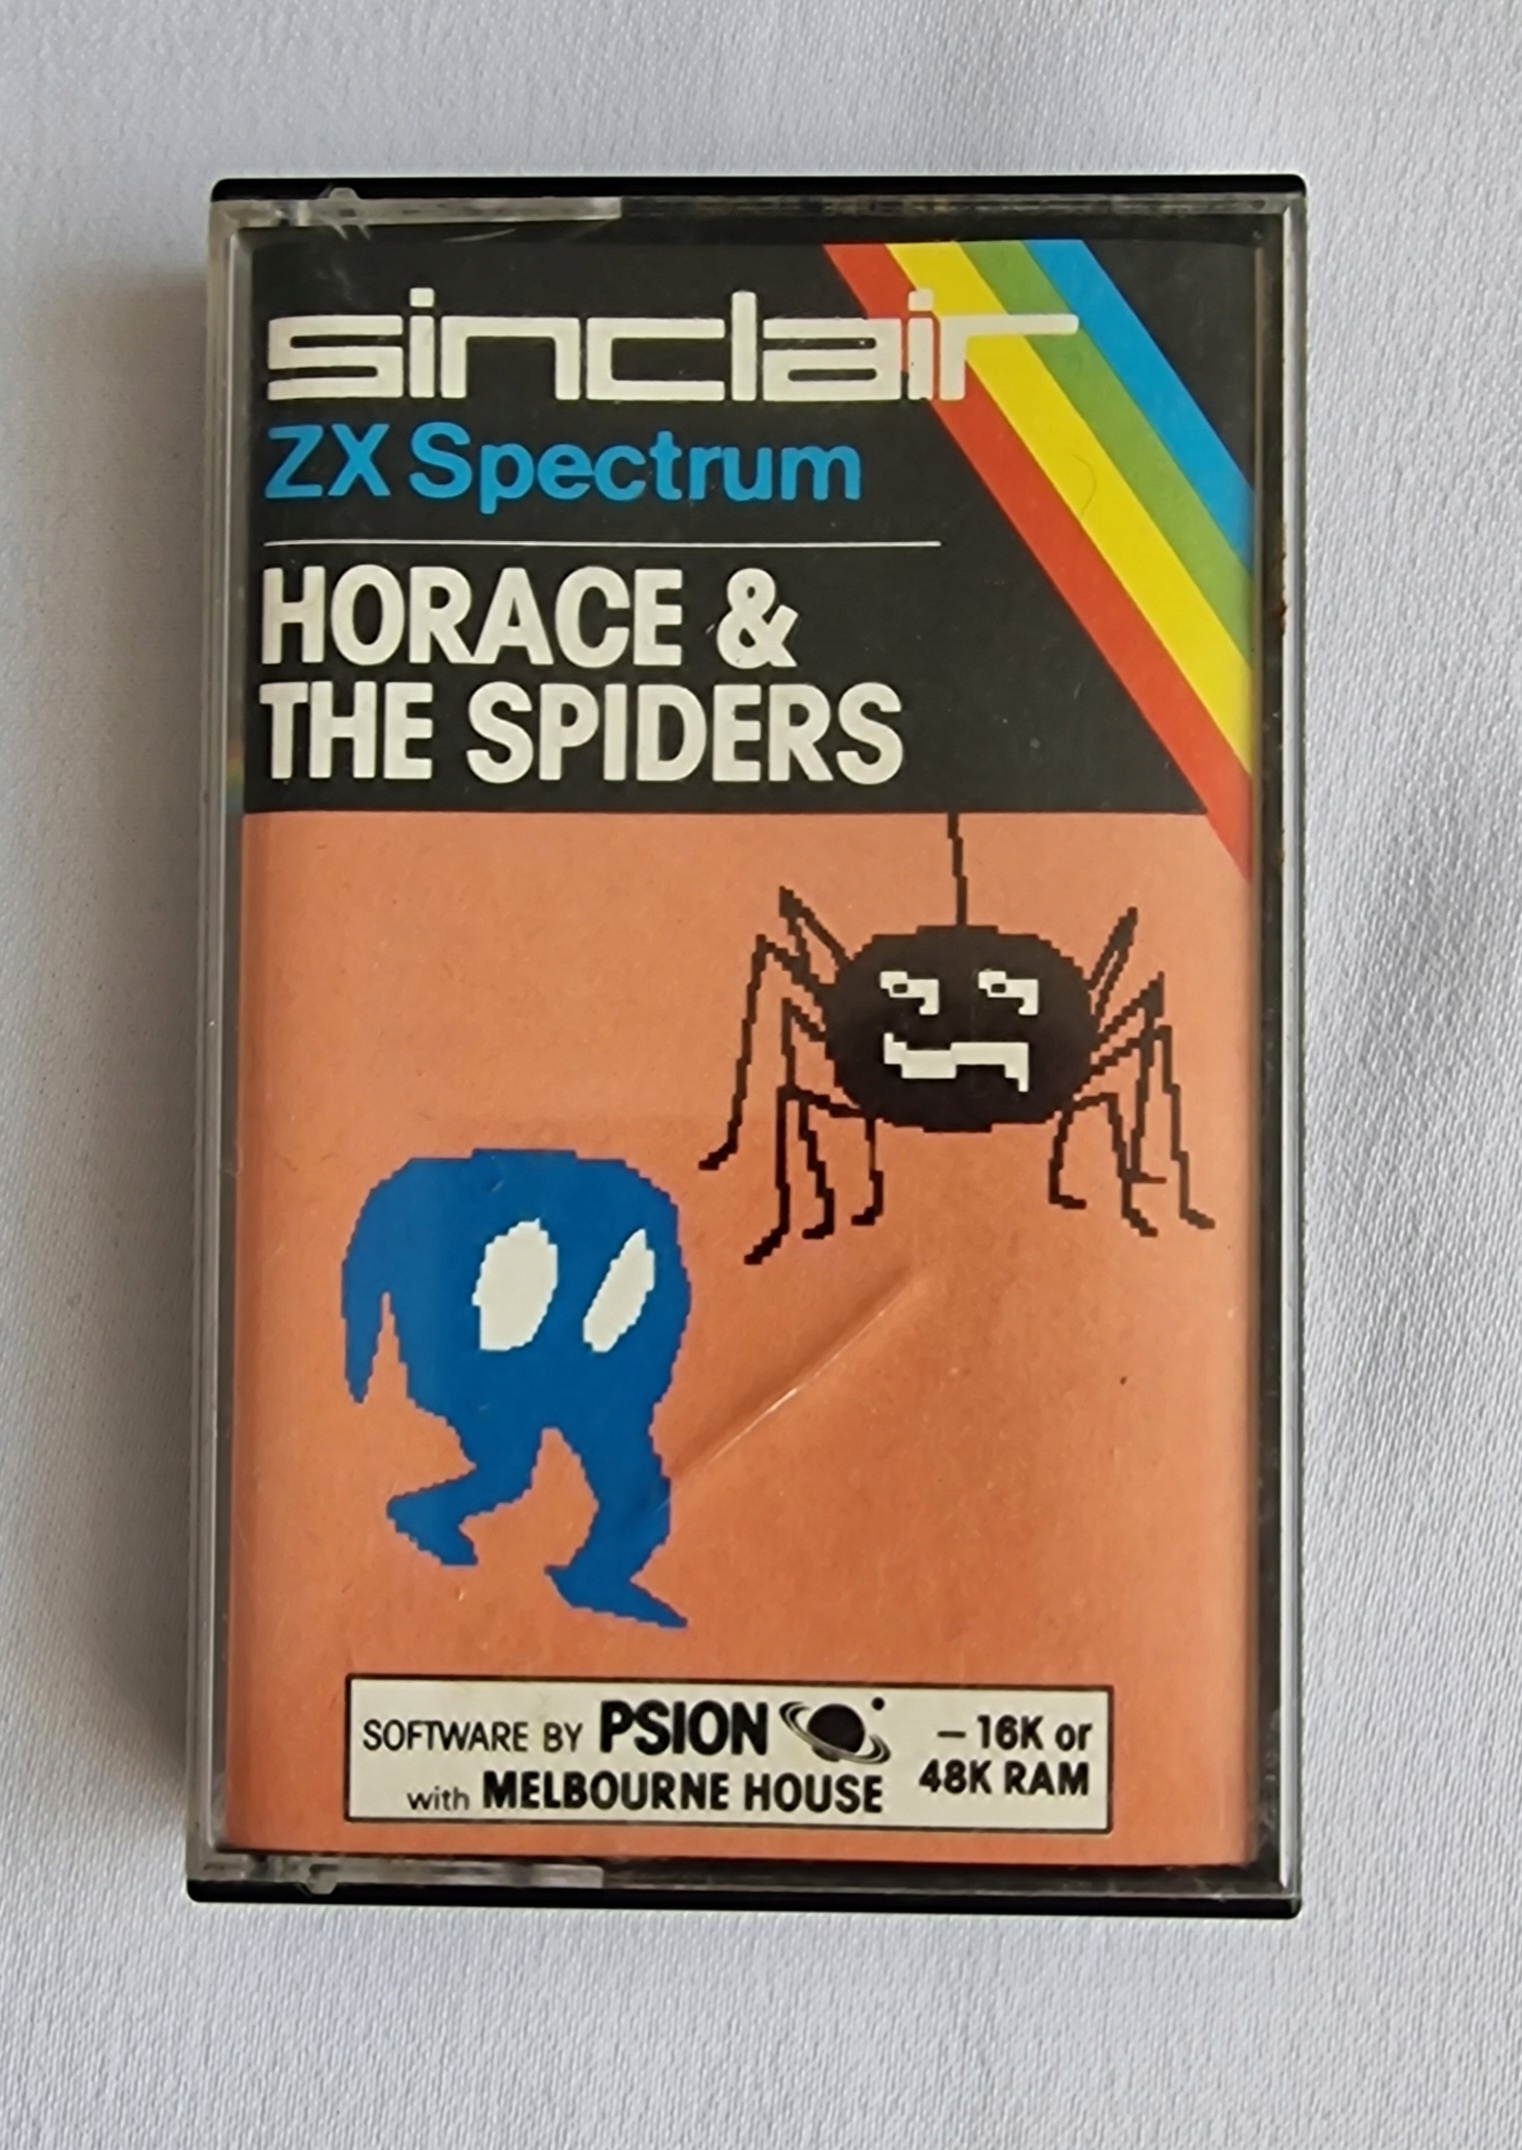 sinclair
ZX Spectrum
HORACE &
THE SPIDERS
SOFTWARE BY PSION
with MELBOURNE HOUSE
– 16K or
48K RAM